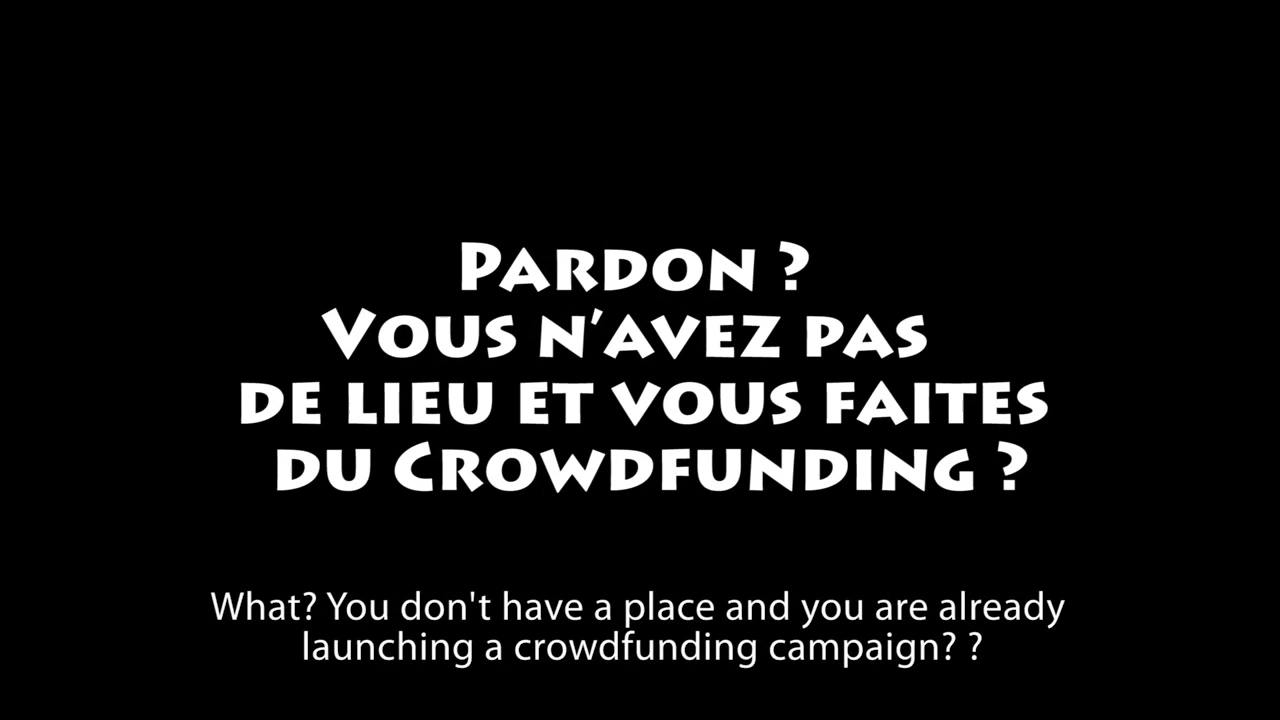 Pardon ?
Vous n'avez pas
de lieu et vous faites
du Crowdfunding ?
What? You don't have a place and you are already
launching a crowdfunding campaign? ?